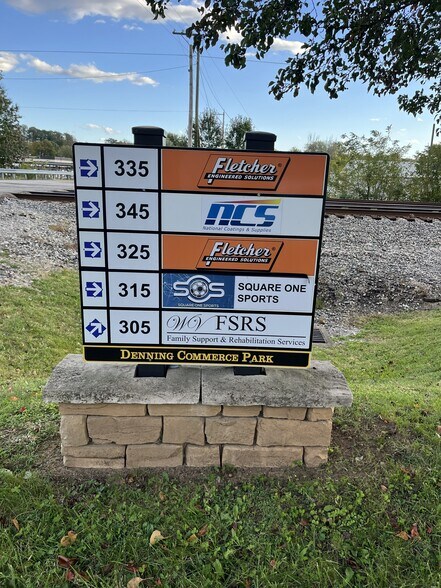 335 Fletcher
ENGINEERED SOLUTIONS
345 NCS
National Coatings & Supplies
325 Fletcher
ENGINEERED SOLUTIONS
315 SOS SQUARE ONE
SQUARE ONE SPORTS SPORTS
305 WV FSRS
Family Support & Rehabilitation Services
DENNING COMMERCE PARK